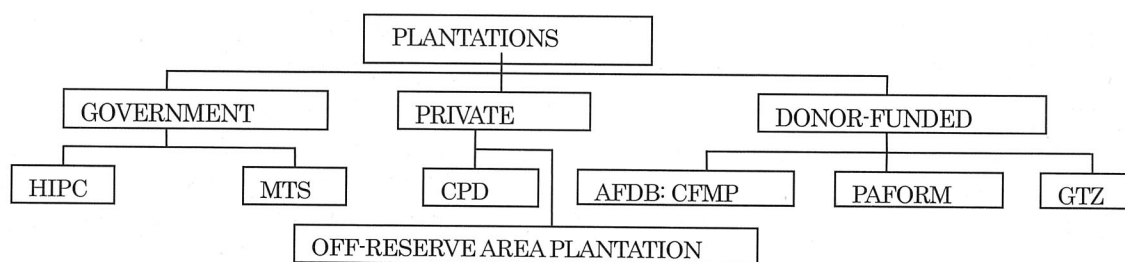 PLANTATIONS
GOVERNMENT
PRIVATE
DONOR-FUNDED
HIPC
MTS
CPD
AFDB: CFMP
PAFORM
GTZ
OFF-RESERVE AREA PLANTATION